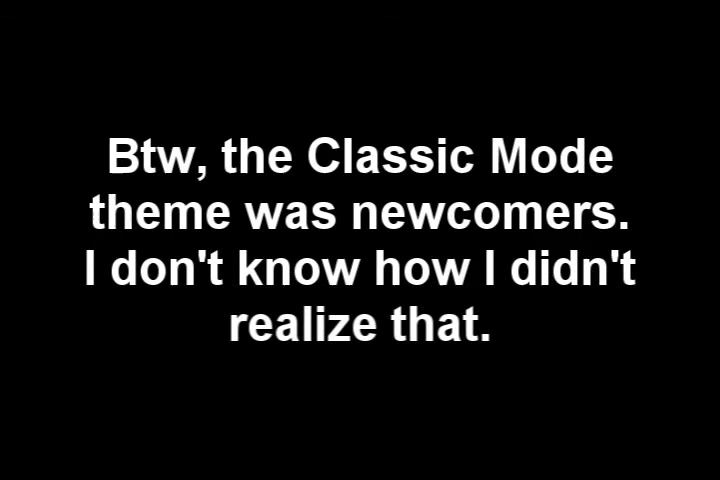 Btw, the Classic Mode
theme was newcomers.
I don't know how I didn't
realize that.